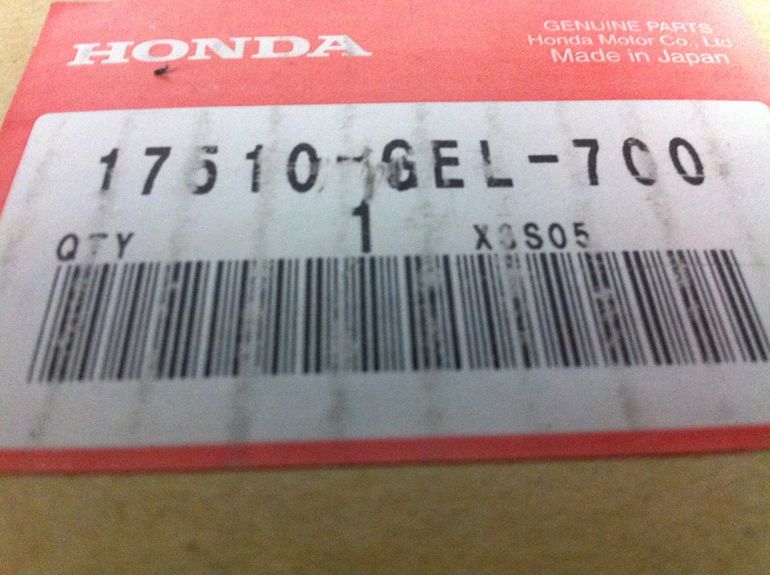 HONDA
GENUINE PARTS
Honda Motor Co., Ltd
Made in Japan
17510-GEL-700
QTY 1 X3S05